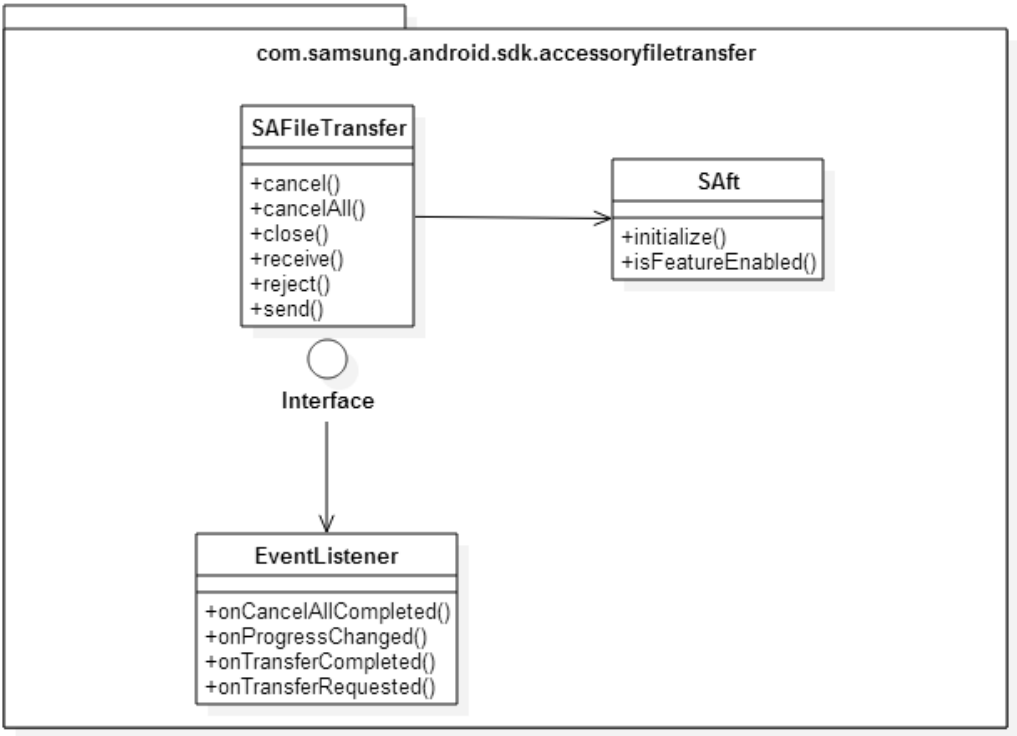 com.samsung.android.sdk.accessoryfiletransfer
SAFileTransfer
+cancel()
+cancelAll()
+close()
+receive()
+reject()
+send()
SAft
+initialize()
+isFeatureEnabled()
Interface
EventListener
+onCancelAllCompleted()
+onProgressChanged()
+onTransferCompleted()
+onTransferRequested()